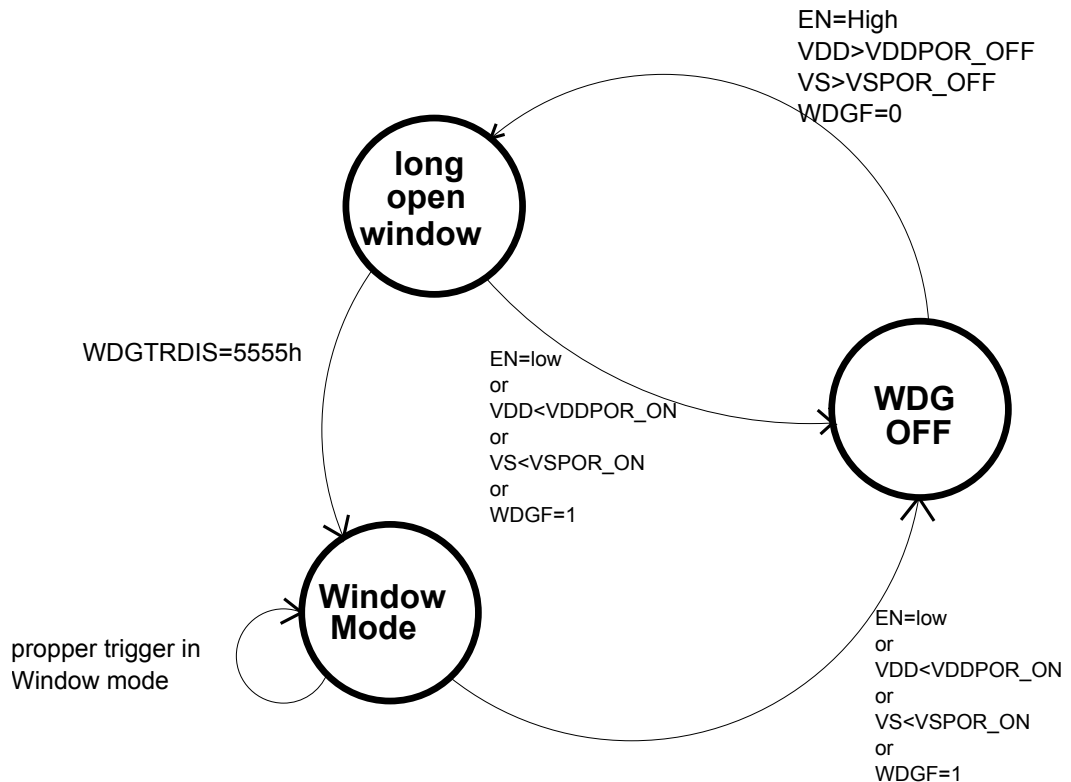 EN=High
VDD>VDDPOR_OFF
VS>VSPOR_OFF
WDGF=0
long
open
window
WDGTRDIS=5555h
EN=low
or
VDD<VDDPOR_ON
or
VS<VSPOR_ON
or
WDGF=1
WDG
OFF
Window
Mode
propper trigger in
Window mode
EN=low
or
VDD<VDDPOR_ON
or
VS<VSPOR_ON
or
WDGF=1